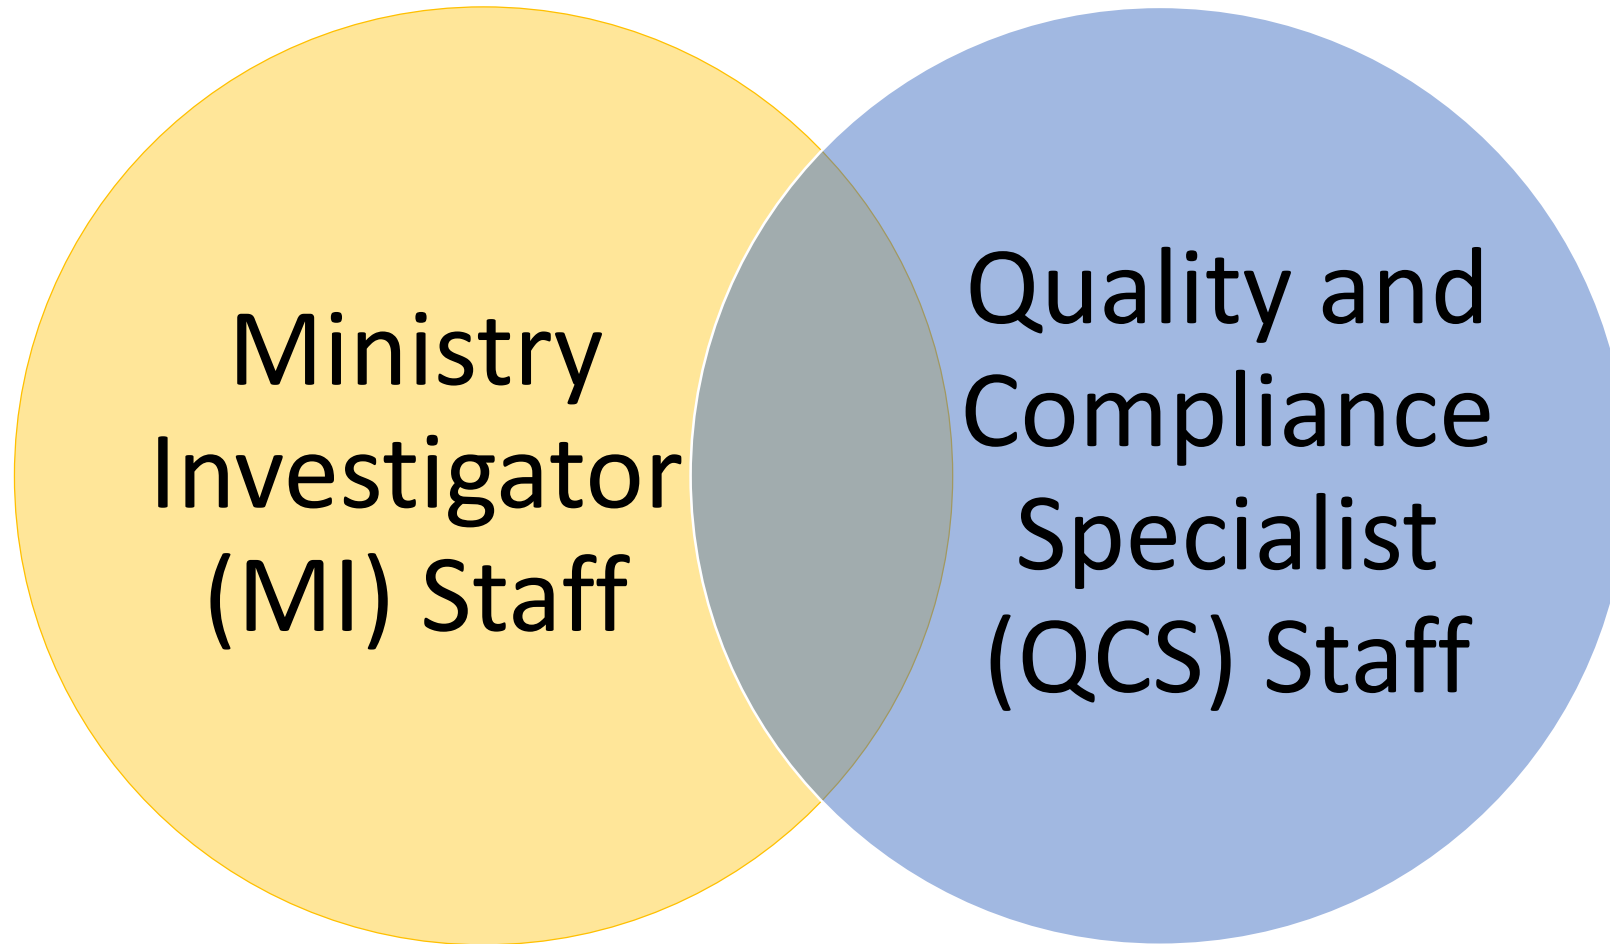 Ministry
Investigator
(MI) Staff
Quality and
Compliance
Specialist
(QCS) Staff